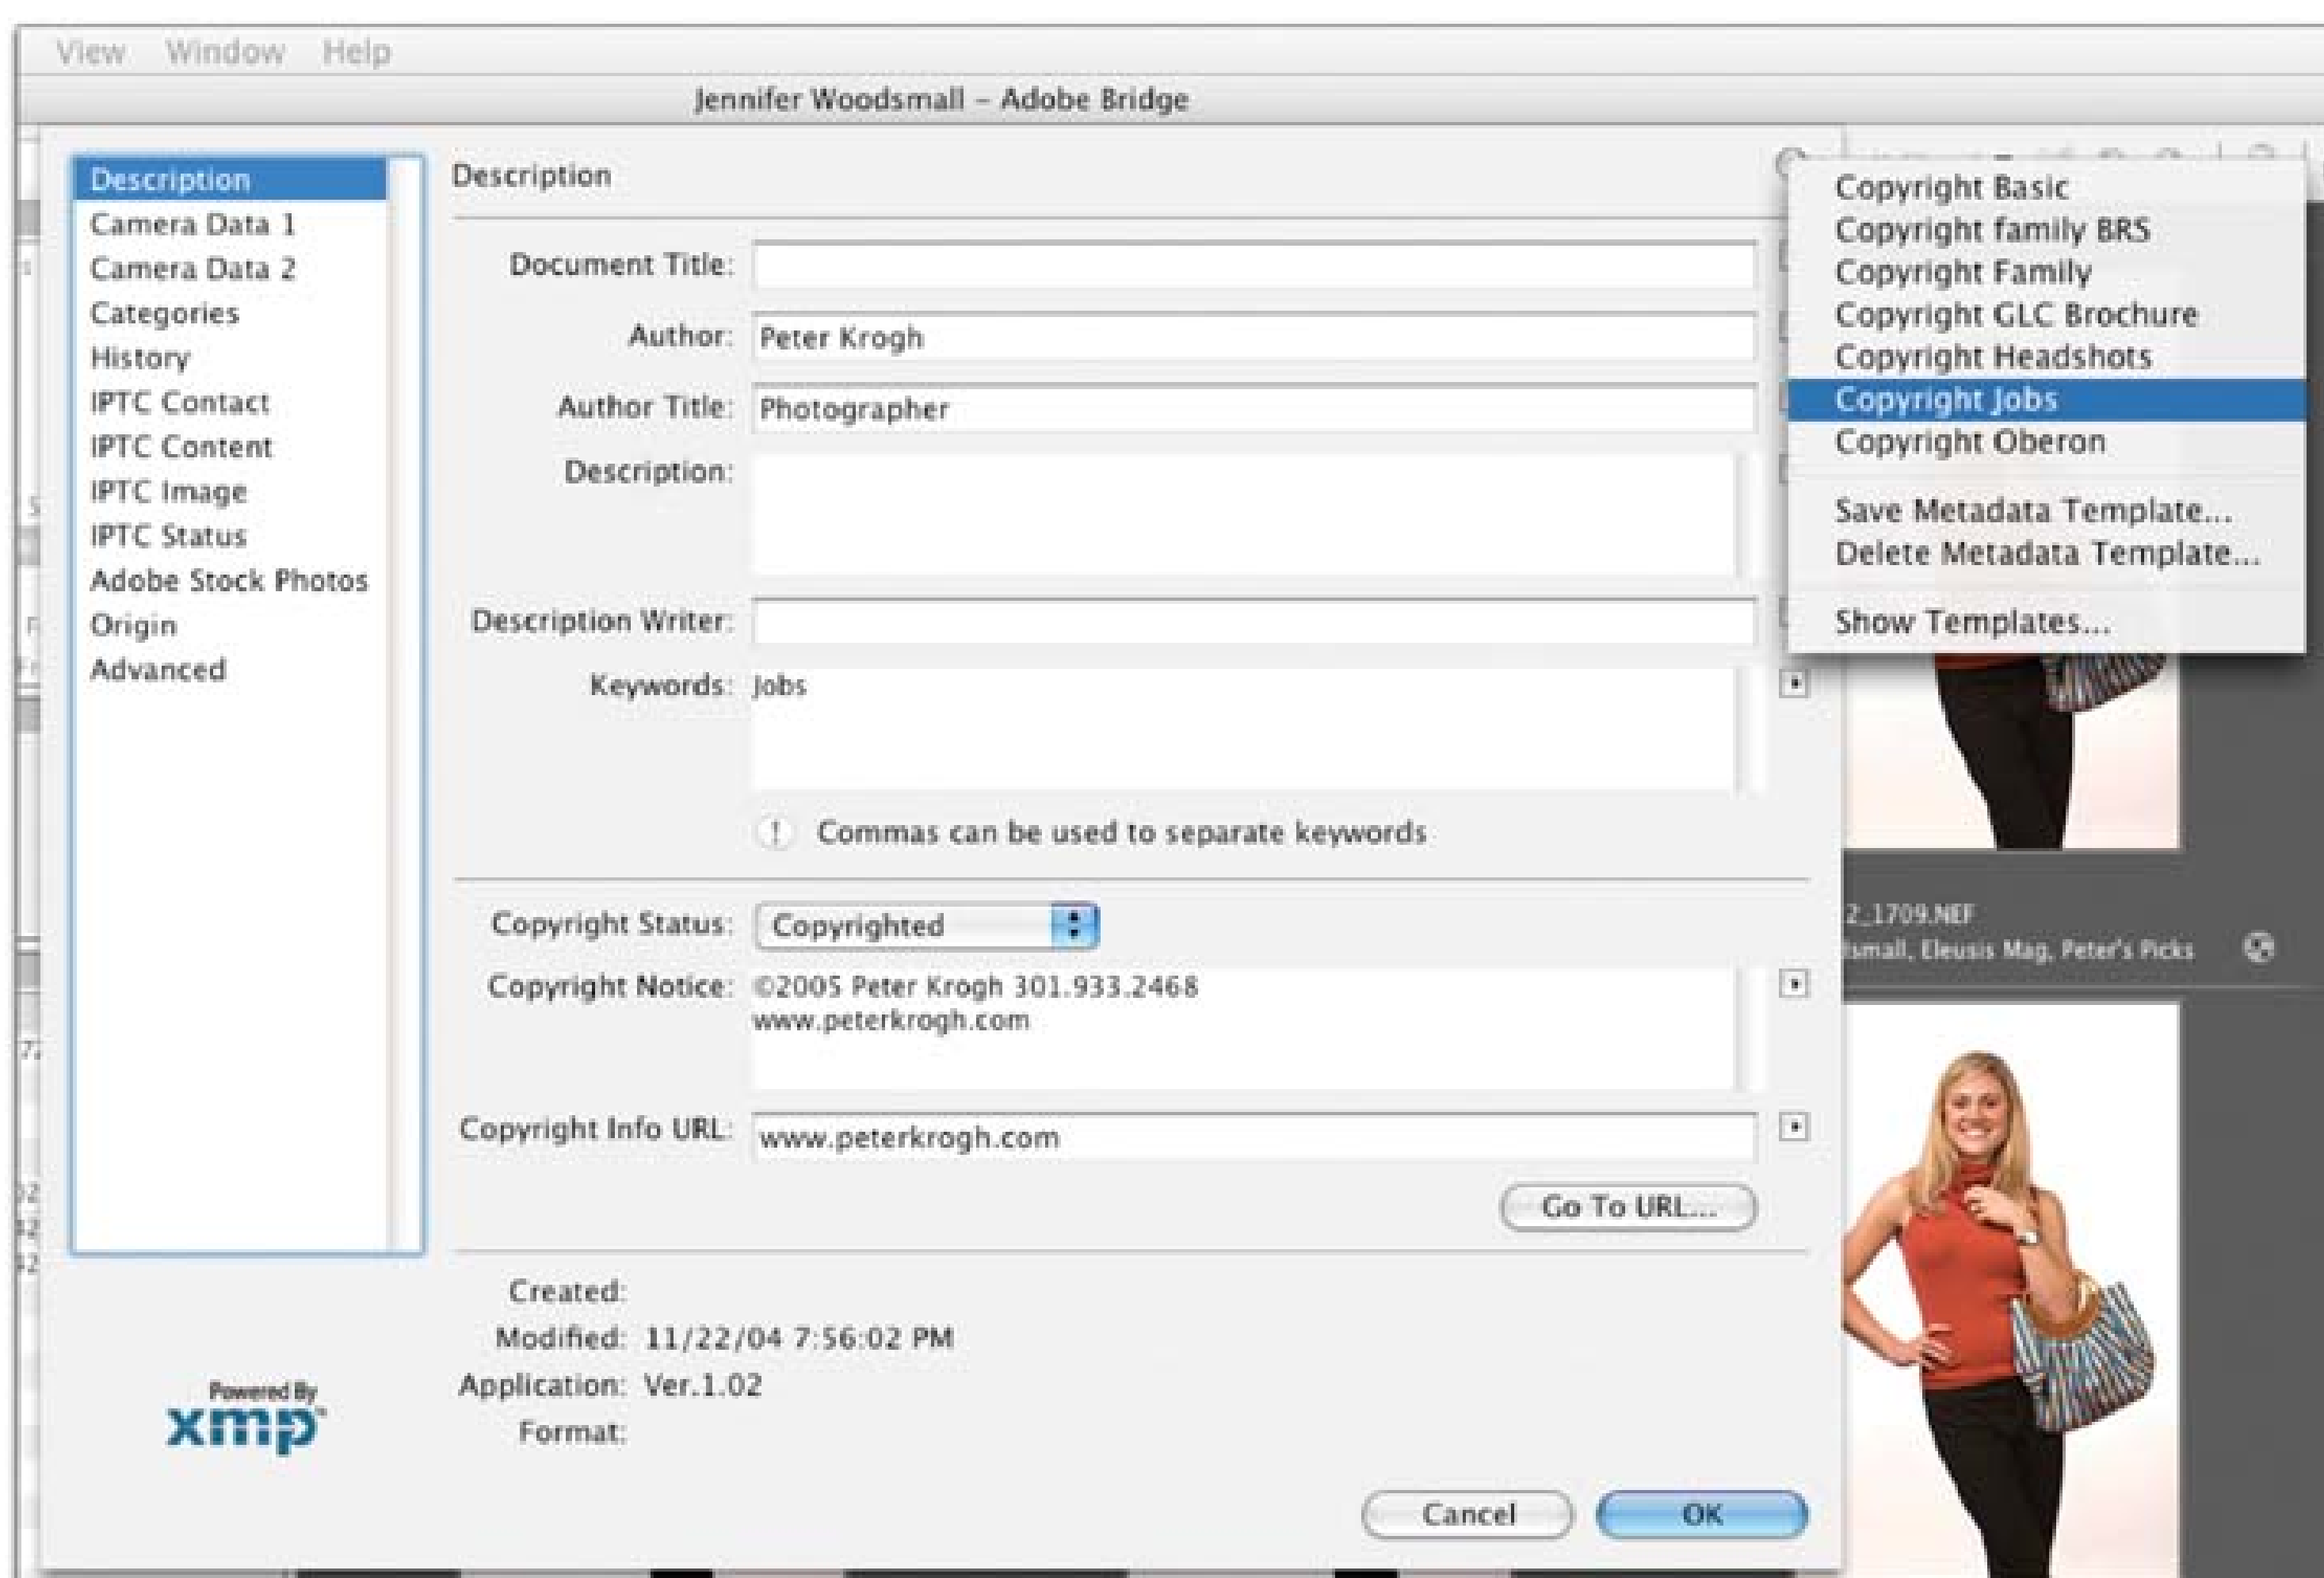 View Window Help
Jennifer Woodsmall – Adobe Bridge
Description
Camera Data 1
Camera Data 2
Categories
History
IPTC Contact
IPTC Content
IPTC Image
IPTC Status
Adobe Stock Photos
Origin
Advanced
Powered By
xmp™
Description
Document Title:
Author: Peter Krogh
Author Title: Photographer
Description:
Description Writer:
Keywords: Jobs
! Commas can be used to separate keywords
Copyright Status: Copyrighted
Copyright Notice: ©2005 Peter Krogh 301.933.2468
www.peterkrogh.com
Copyright Info URL: www.peterkrogh.com
Go To URL...
Created:
Modified: 11/22/04 7:56:02 PM
Application: Ver.1.02
Format:
Cancel OK
Copyright Basic
Copyright family BRS
Copyright Family
Copyright GLC Brochure
Copyright Headshots
Copyright Jobs
Copyright Oberon
Save Metadata Template...
Delete Metadata Template...
Show Templates...
2_1709.NEF
small, Eleusis Mag, Peter's Picks